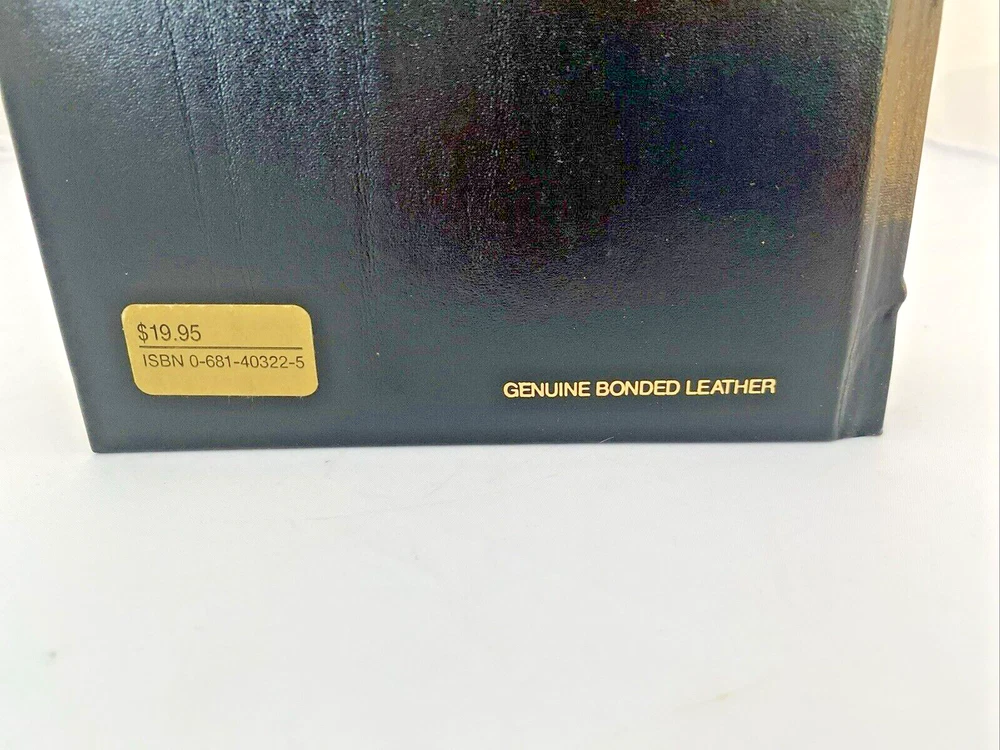 $19.95
ISBN 0-681-40322-5
GENUINE BONDED LEATHER